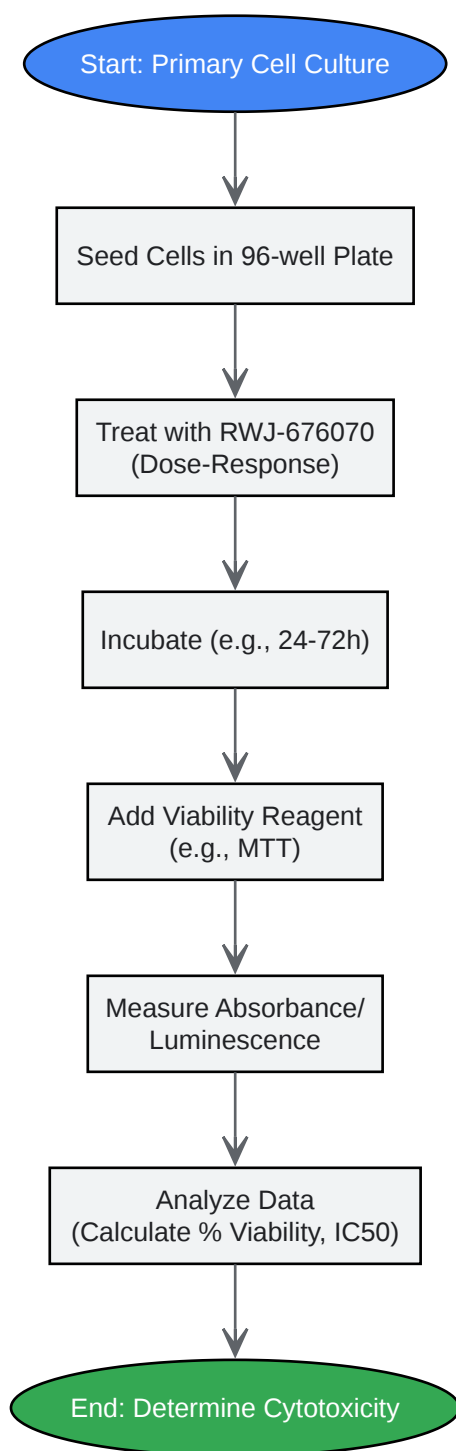 Start: Primary Cell Culture
Seed Cells in 96-well Plate
Treat with RWJ-676070
(Dose-Response)
Incubate (e.g., 24-72h)
Add Viability Reagent
(e.g., MTT)
Measure Absorbance/
Luminescence
Analyze Data
(Calculate % Viability, IC50)
End: Determine Cytotoxicity